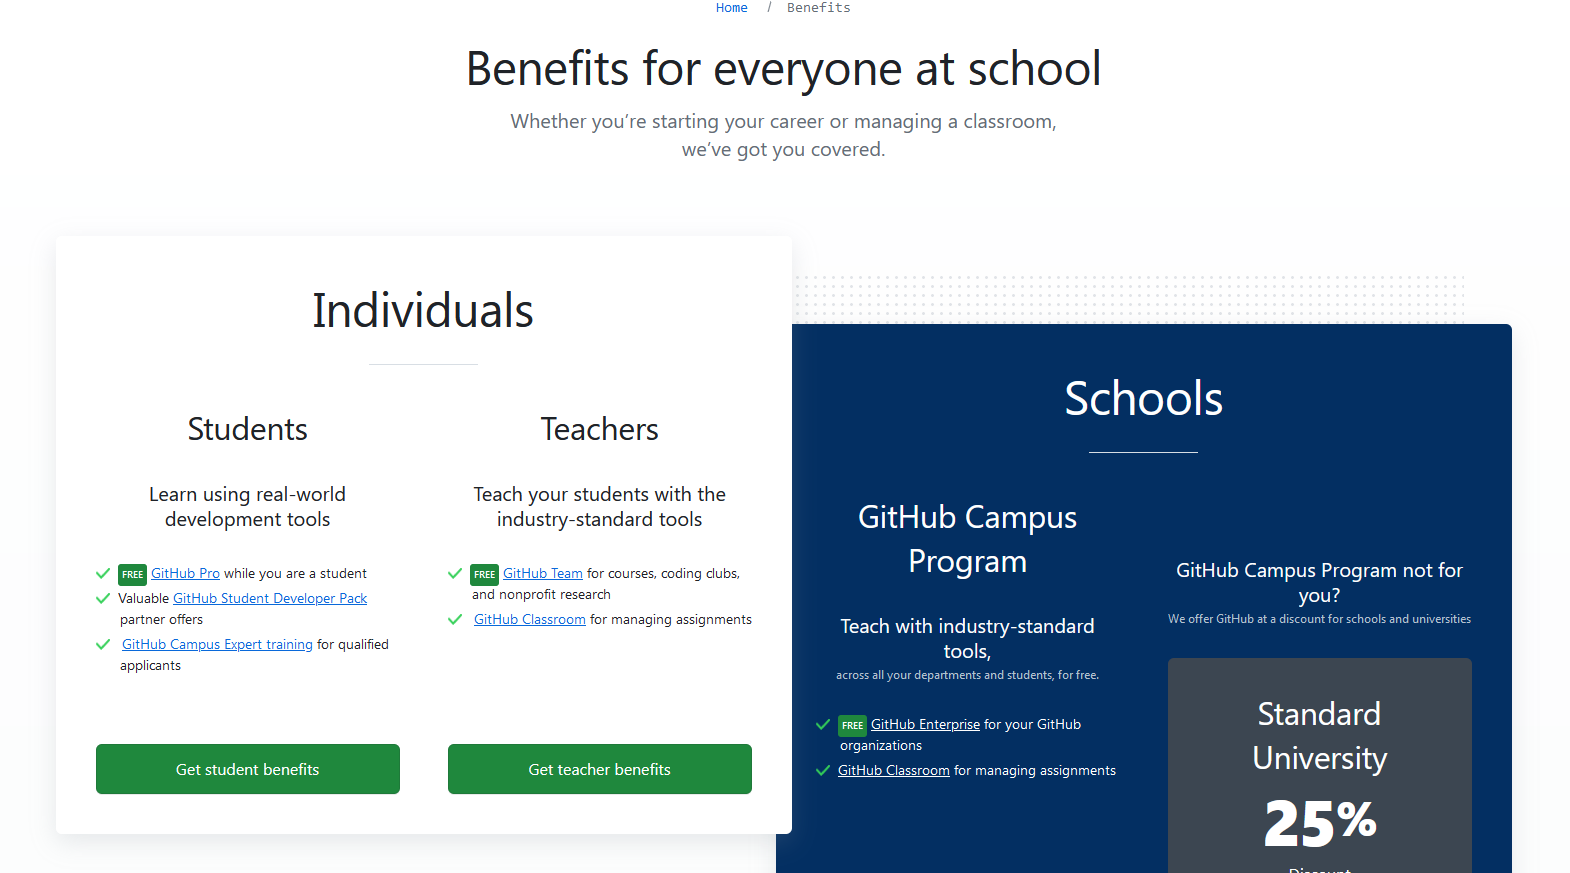 Home / Benefits
Benefits for everyone at school
Whether you’re starting your career or managing a classroom,
we’ve got you covered.
Individuals
Students
Learn using real-world
development tools
FREE GitHub Pro while you are a student
Valuable GitHub Student Developer Pack
partner offers
GitHub Campus Expert training for qualified
applicants
Get student benefits
Teachers
Teach your students with the
industry-standard tools
FREE GitHub Team for courses, coding clubs,
and nonprofit research
GitHub Classroom for managing assignments
Get teacher benefits
Schools
GitHub Campus
Program
Teach with industry-standard
tools,
across all your departments and students, for free.
FREE GitHub Enterprise for your GitHub
organizations
GitHub Classroom for managing assignments
GitHub Campus Program not for
you?
We offer GitHub at a discount for schools and universities
Standard
University
25%
Discount